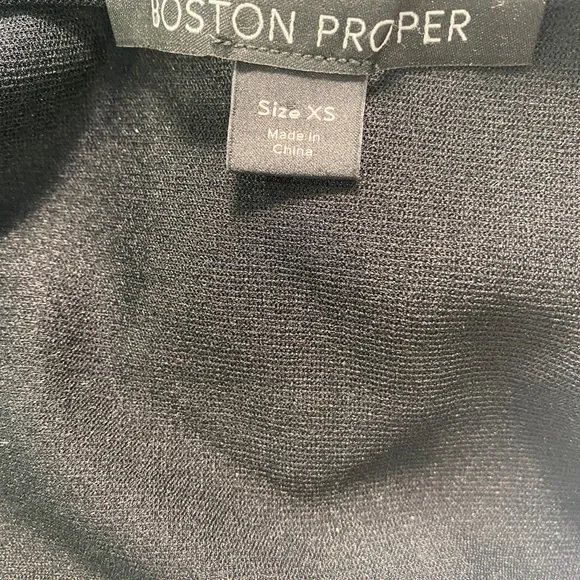 BOSTON PROPER
Size XS
Made in
China